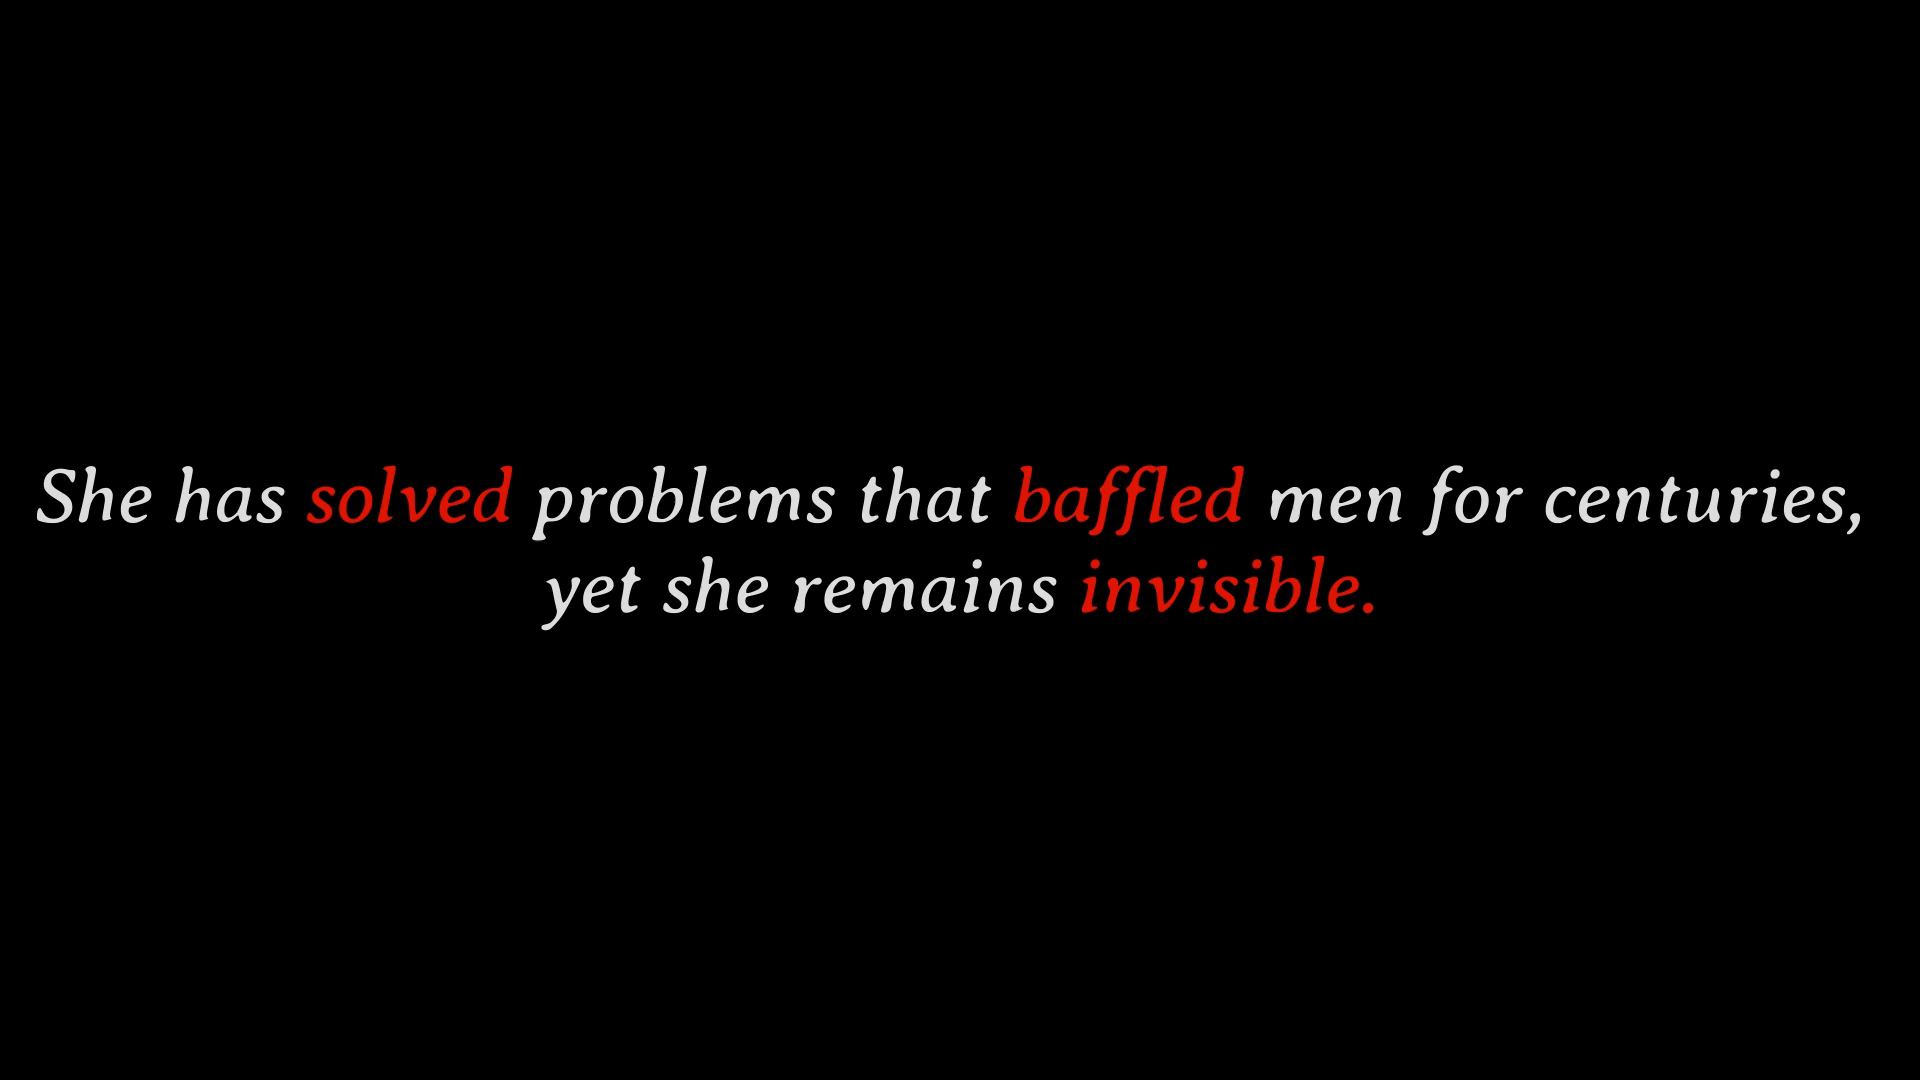 She has solved problems that baffled men for centuries,
yet she remains invisible.